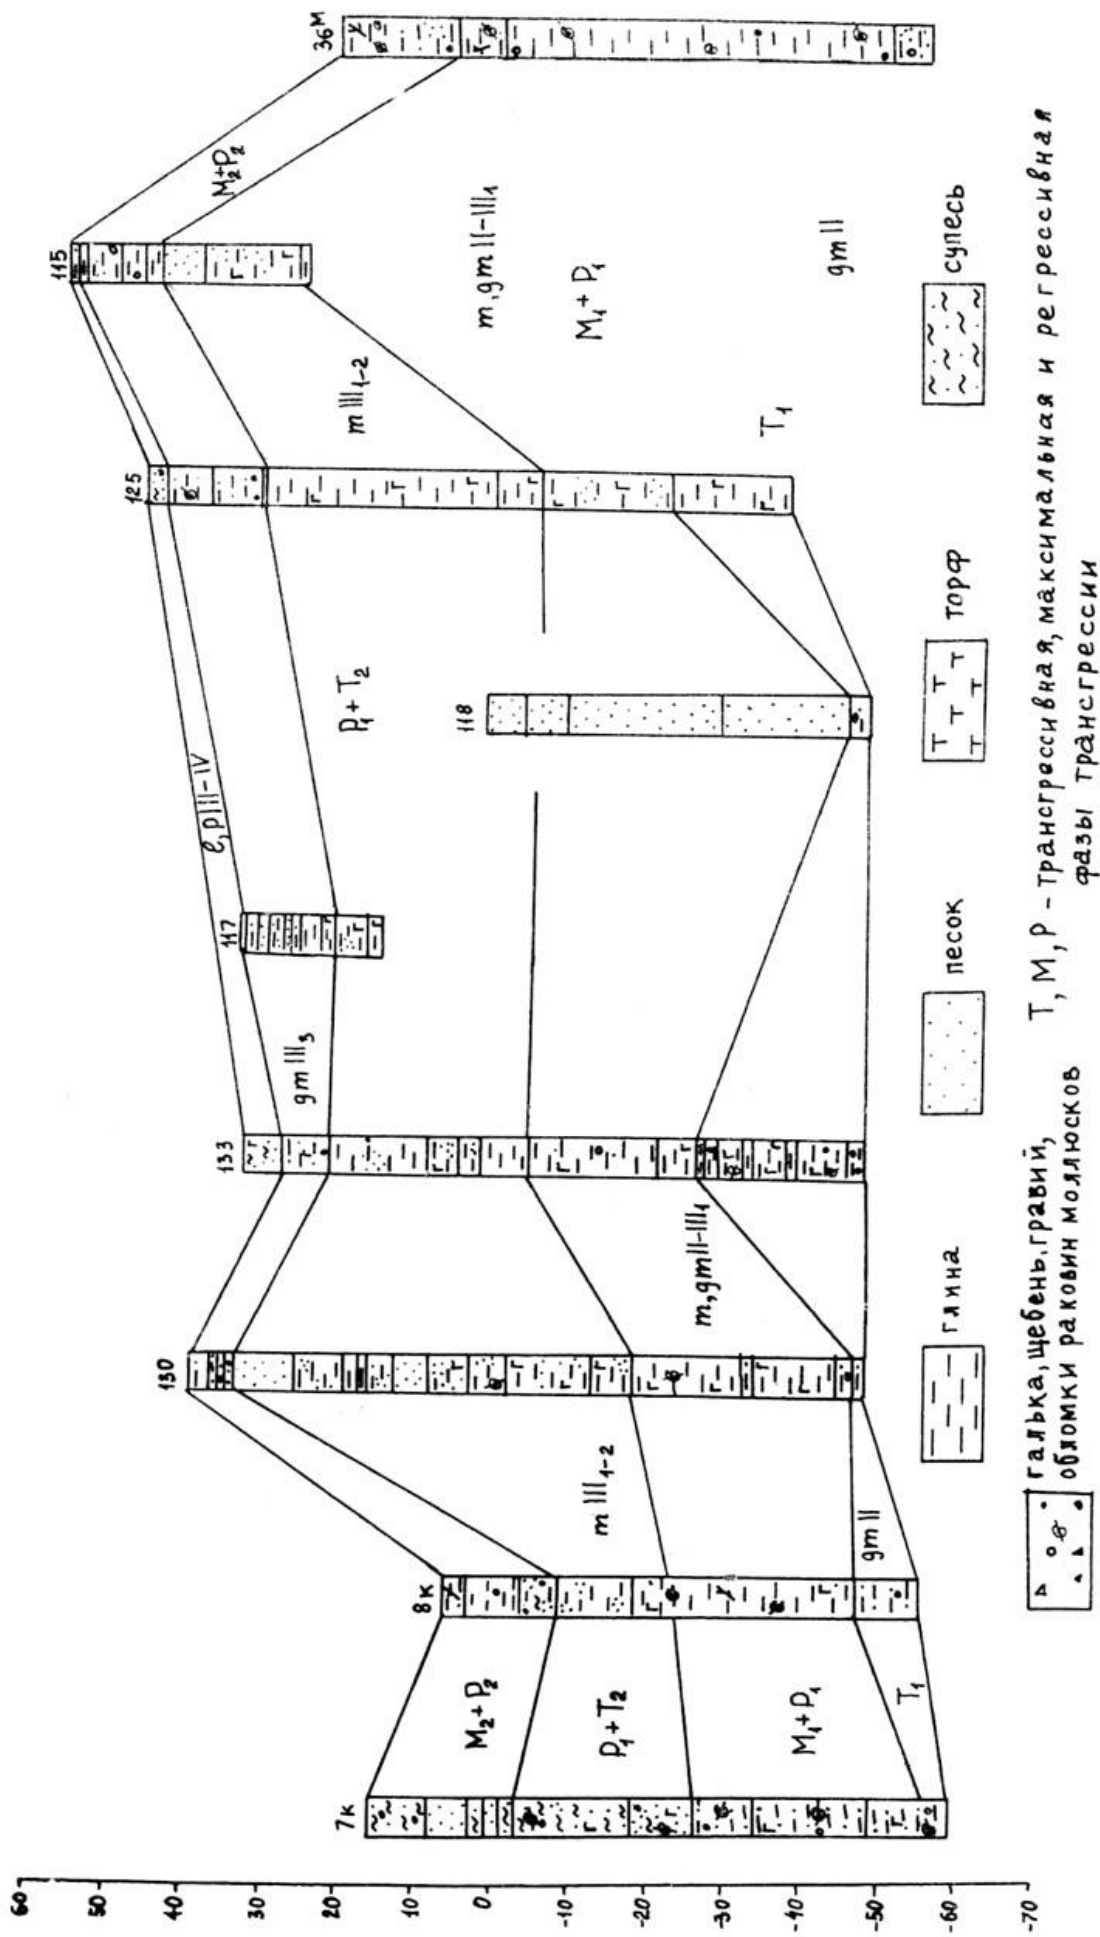 60
50
40
30
20
10
0
-10
-20
-30
-40
-50
-60
-70
7к
8к
130
133
117
118
125
115
36м
ℓ, pIII-IV
M₂+P₂
gm III₃
P₁+T₂
M₂+P₂
m III₁₋₂
P₁+T₂
m III₁₋₂
m, gm II-III₁
m, gm II-III₁
M₁+P₁
M₁+P₁
gm II
T₁
gm II
T₁
глина
песок
торф
супесь
галька, щебень, гравий,
обломки раковин моллюсков
T, M, P - трансгрессивная, максимальная и регрессивная
фазы трансгрессии